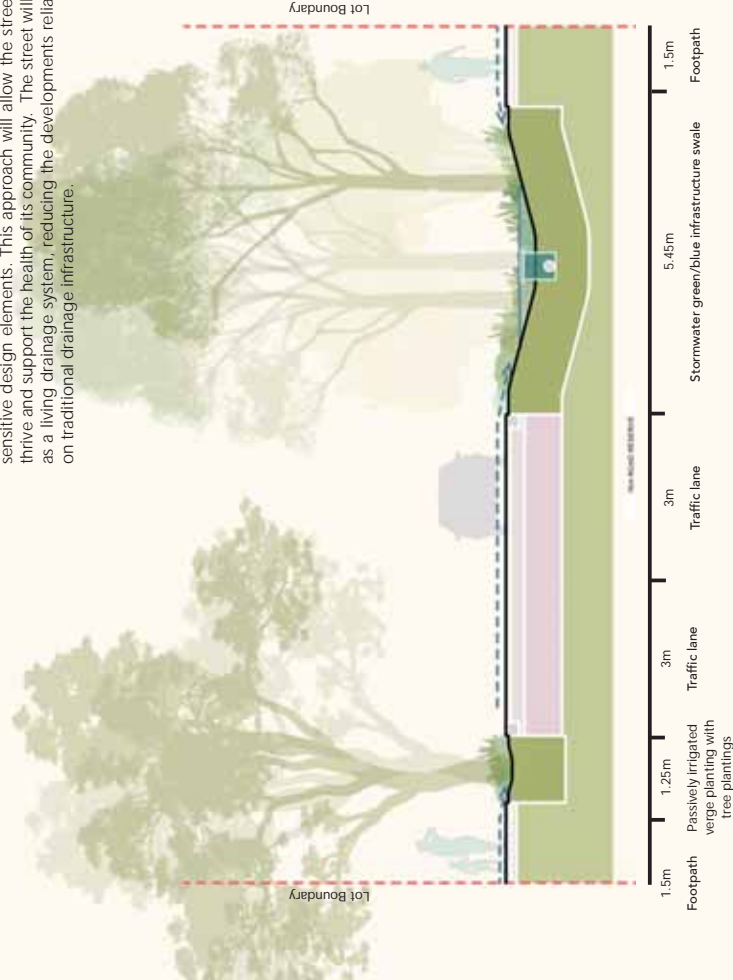 sensitive design elements. This approach will allow the stree
thrive and support the health of its community. The street will
as a living drainage system, reducing the developments relia
on traditional drainage infrastructure.
Lot Boundary
Lot Boundary
ROAD RESERVE
1.5m
1.25m
3m
3m
5.45m
1.5m
Footpath
Passively irrigated
verge planting with
tree plantings
Traffic lane
Traffic lane
Stormwater green/blue infrastructure swale
Footpath